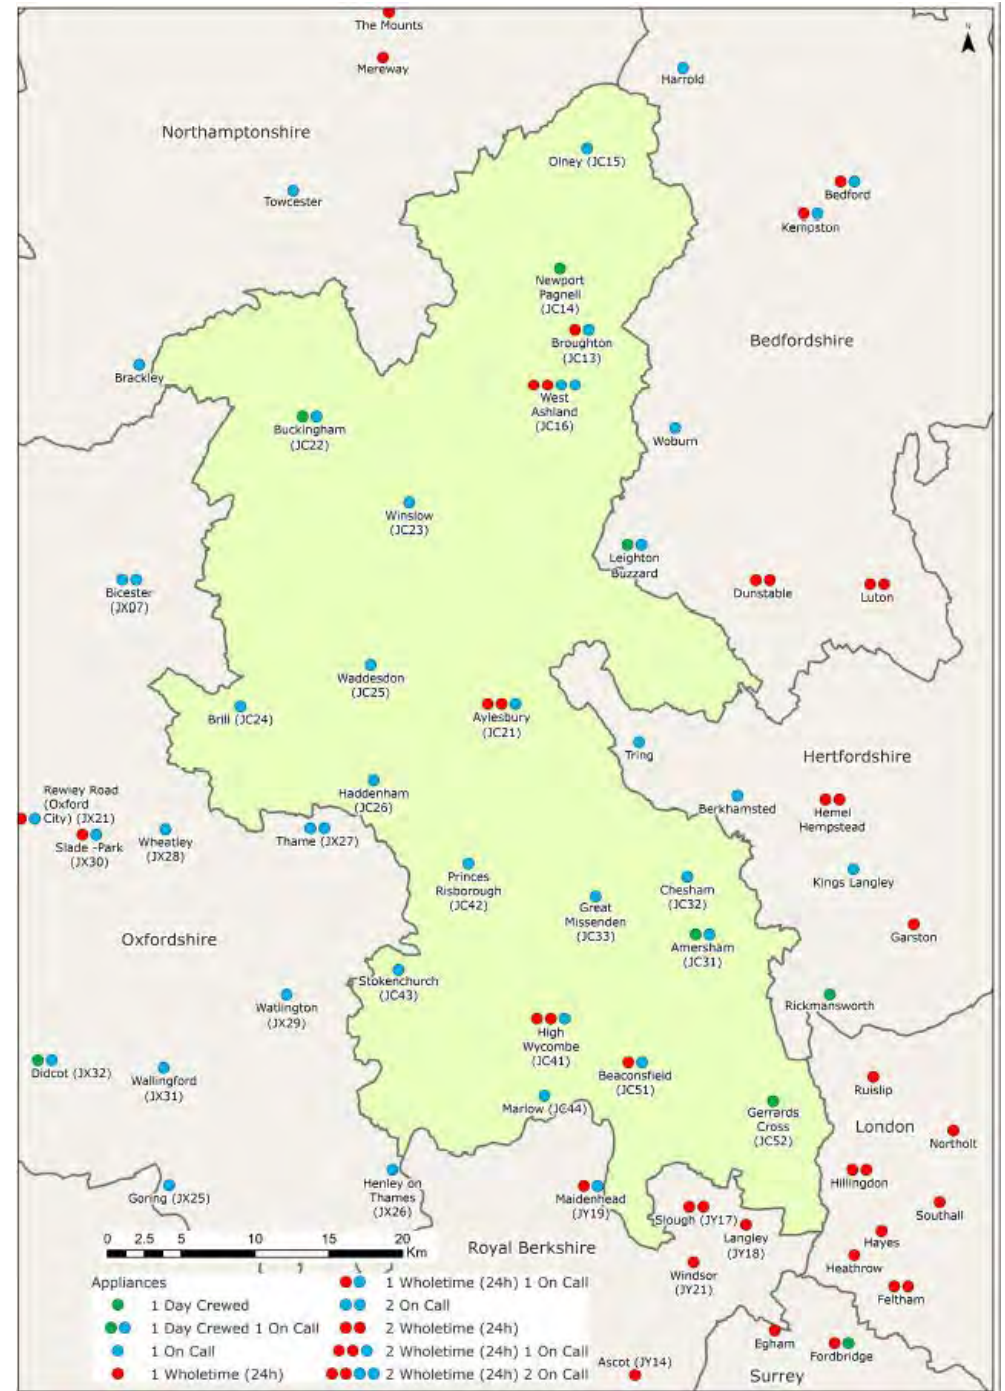 N
The Mounts
Mereway
Harrold
Northamptonshire
Olney (JC15)
Towcester
Bedford
Kempston
Newport
Pagnell
(JC14)
Broughton
(JC13)
Bedfordshire
Brackley
West
Ashland
(JC16)
Buckingham
(JC22)
Woburn
Winslow
(JC23)
Leighton
Buzzard
Bicester
(JX07)
Dunstable
Luton
Waddesdon
(JC25)
Brill (JC24)
Aylesbury
(JC21)
Tring
Hertfordshire
Haddenham
(JC26)
Rewley Road
(Oxford
City) (JX21)
Berkhamsted
Hemel
Hempstead
Slade -Park
(JX30)
Wheatley
(JX28)
Thame (JX27)
Princes
Risborough
(JC42)
Chesham
(JC32)
Kings Langley
Great
Missenden
(JC33)
Oxfordshire
Amersham
(JC31)
Garston
Stokenchurch
(JC43)
Watlington
(JX29)
Rickmansworth
High
Wycombe
(JC41)
Didcot (JX32)
Wallingford
(JX31)
Beaconsfield
(JC51)
Ruislip
Marlow (JC44)
Gerrards
Cross
(JC52)
London
Northolt
Goring (JX25)
Henley on
Thames
(JX26)
Maidenhead
(JY19)
Hillingdon
Slough (JY17)
Southall
Langley
(JY18)
Hayes
Royal Berkshire
Heathrow
Windsor
(JY21)
Feltham
Egham
Fordbridge
Ascot (JY14)
Surrey
0 2.5 5 10 15 20
Km
Appliances
1 Day Crewed
1 Day Crewed 1 On Call
1 On Call
1 Wholetime (24h)
1 Wholetime (24h) 1 On Call
2 On Call
2 Wholetime (24h)
2 Wholetime (24h) 1 On Call
2 Wholetime (24h) 2 On Call